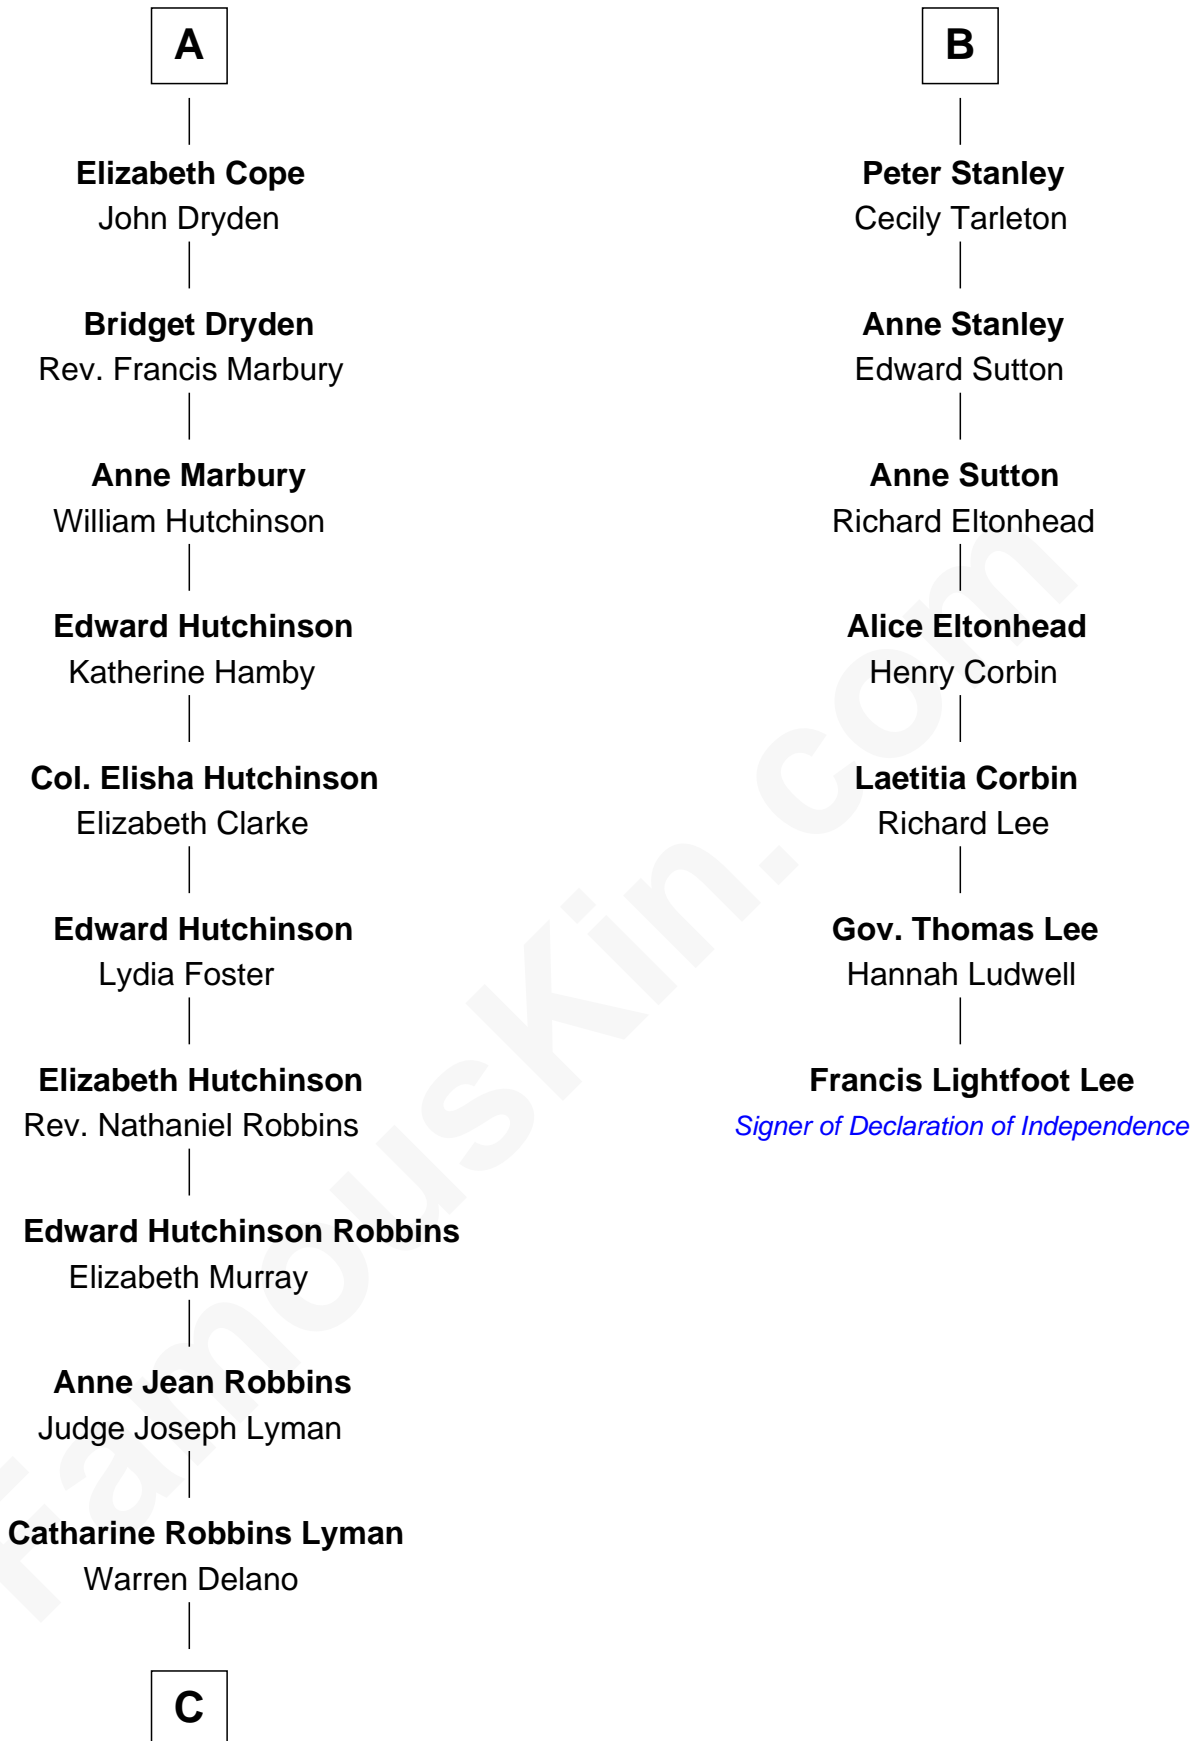 A
Elizabeth Cope
John Dryden
Bridget Dryden
Rev. Francis Marbury
Anne Marbury
William Hutchinson
Edward Hutchinson
Katherine Hamby
Col. Elisha Hutchinson
Elizabeth Clarke
Edward Hutchinson
Lydia Foster
Elizabeth Hutchinson
Rev. Nathaniel Robbins
Edward Hutchinson Robbins
Elizabeth Murray
Anne Jean Robbins
Judge Joseph Lyman
Catharine Robbins Lyman
Warren Delano
C
B
Peter Stanley
Cecily Tarleton
Anne Stanley
Edward Sutton
Anne Sutton
Richard Eltonhead
Alice Eltonhead
Henry Corbin
Laetitia Corbin
Richard Lee
Gov. Thomas Lee
Hannah Ludwell
Francis Lightfoot Lee
Signer of Declaration of Independence
FamousKin.com